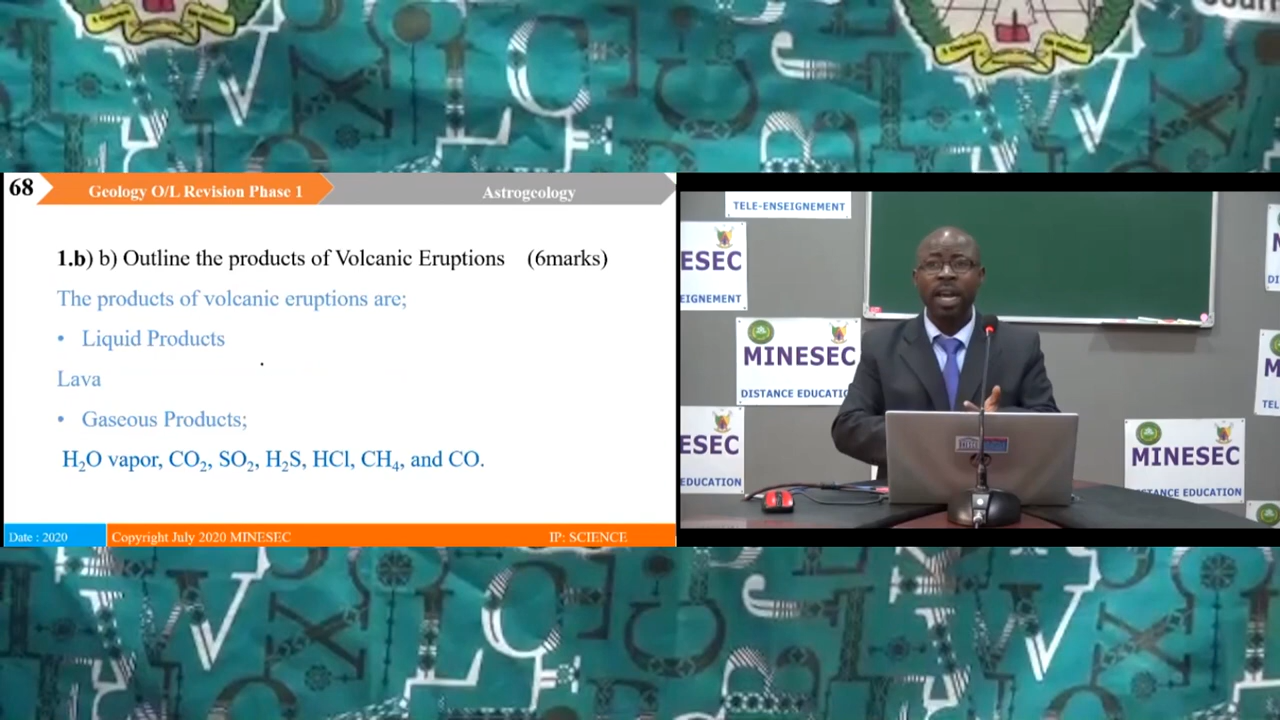 68
Geology O/L Revision Phase 1
Astrogeology
1.b) b) Outline the products of Volcanic Eruptions (6marks)
The products of volcanic eruptions are;
• Liquid Products
Lava
• Gaseous Products;
H₂O vapor, CO₂, SO₂, H₂S, HCl, CH₄, and CO.
Date : 2020
Copyright July 2020 MINESEC
IP: SCIENCE
TELE-ENSEIGNEMENT
ESEC
EIGNEMENT
MINESEC
DISTANCE EDUCATIO
ESEC
EDUCATION
MINESEC
TANCE EDUCATION